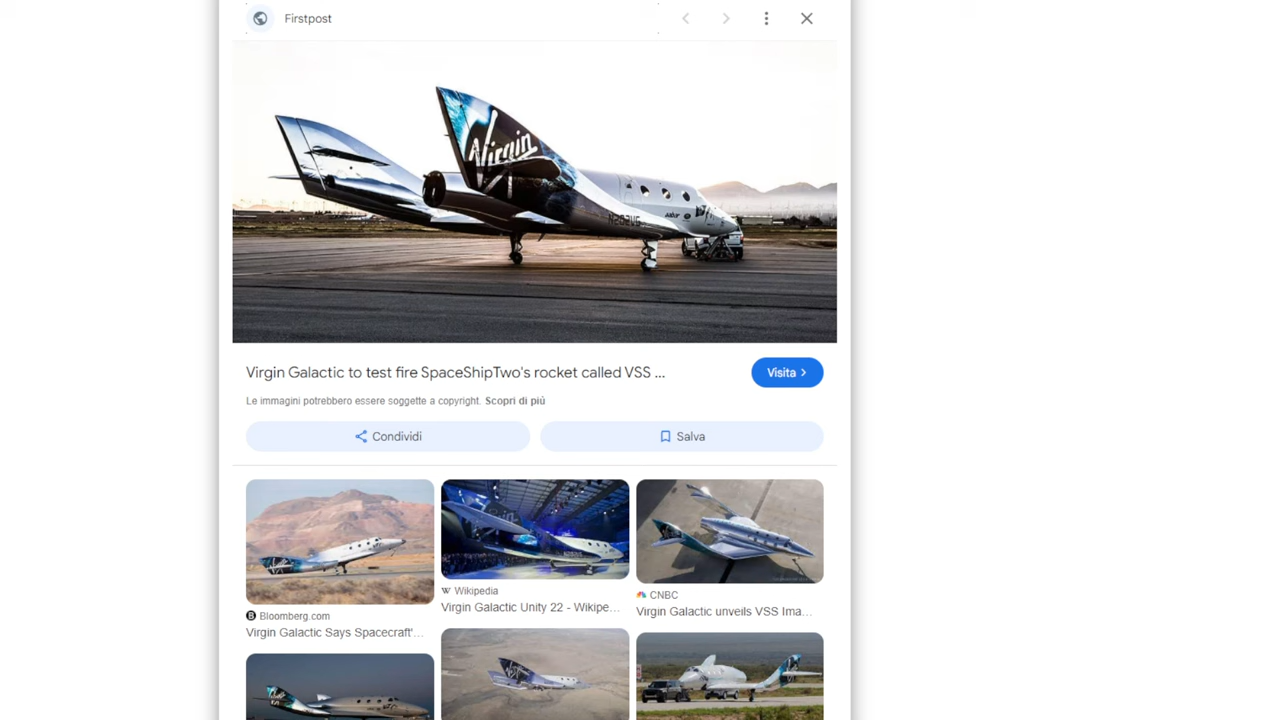 Firstpost
Virgin
N202VG
Virgin Galactic to test fire SpaceShipTwo's rocket called VSS ...
Visita
Le immagini potrebbero essere soggette a copyright. Scopri di più
Condividi
Salva
Bloomberg.com
Virgin Galactic Says Spacecraft'...
W Wikipedia
Virgin Galactic Unity 22 - Wikipe...
CNBC
Virgin Galactic unveils VSS Ima...